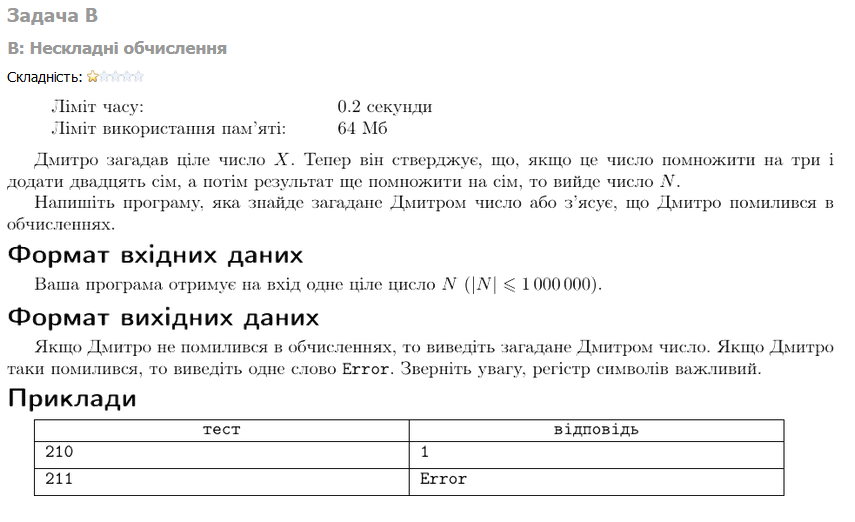 Задача B
B: Нескладні обчислення
Складність:
Ліміт часу: 0.2 секунди
Ліміт використання пам’яті: 64 Мб
Дмитро загадав ціле число X. Тепер він стверджує, що, якщо це число помножити на три і
додати двадцять сім, а потім результат ще помножити на сім, то вийде число N.
Напишіть програму, яка знайде загадане Дмитром число або з’ясує, що Дмитро помилився в
обчисленнях.
Формат вхідних даних
Ваша програма отримує на вхід одне ціле цисло N (|N| ⩽ 1 000 000).
Формат вихідних даних
Якщо Дмитро не помилився в обчисленнях, то виведіть загадане Дмитром число. Якщо Дмитро
таки помилився, то виведіть одне слово Error. Зверніть увагу, регістр символів важливий.
Приклади
тест відповідь
210 1
211 Error